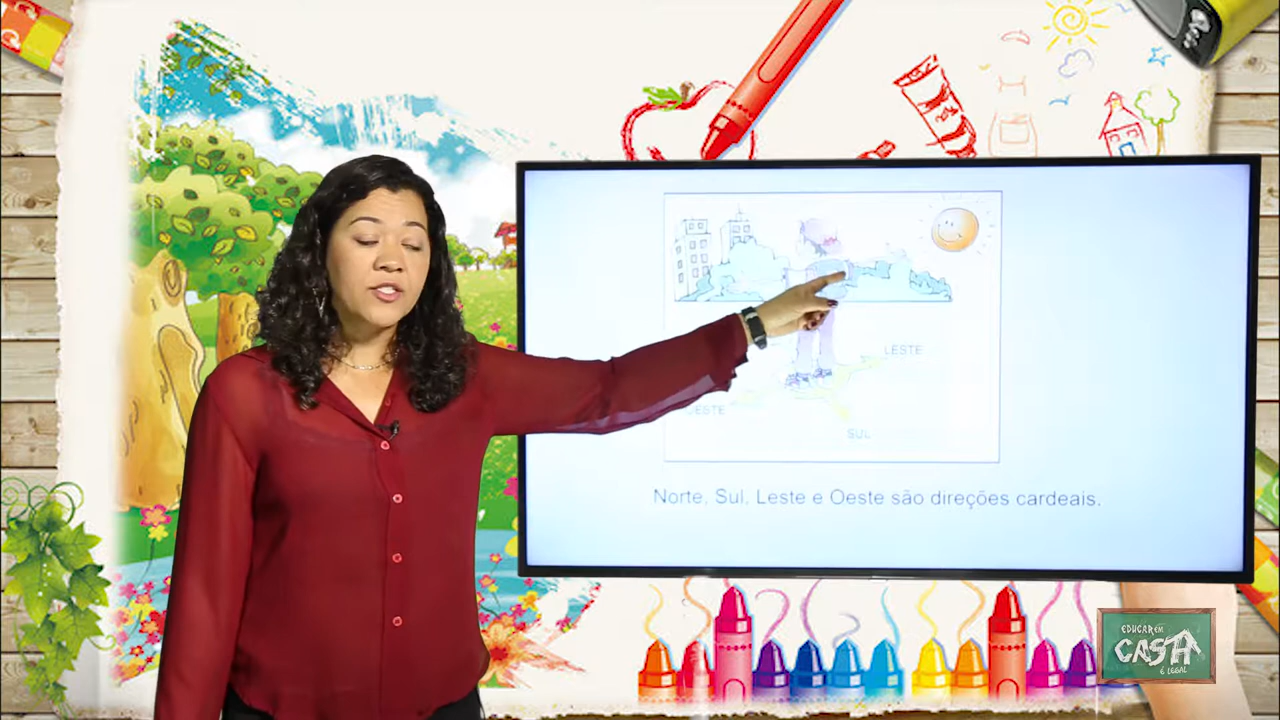 LESTE
OESTE
SUL
Norte, Sul, Leste e Oeste são direções cardeais.
EDUCAR EM
CASA
É LEGAL